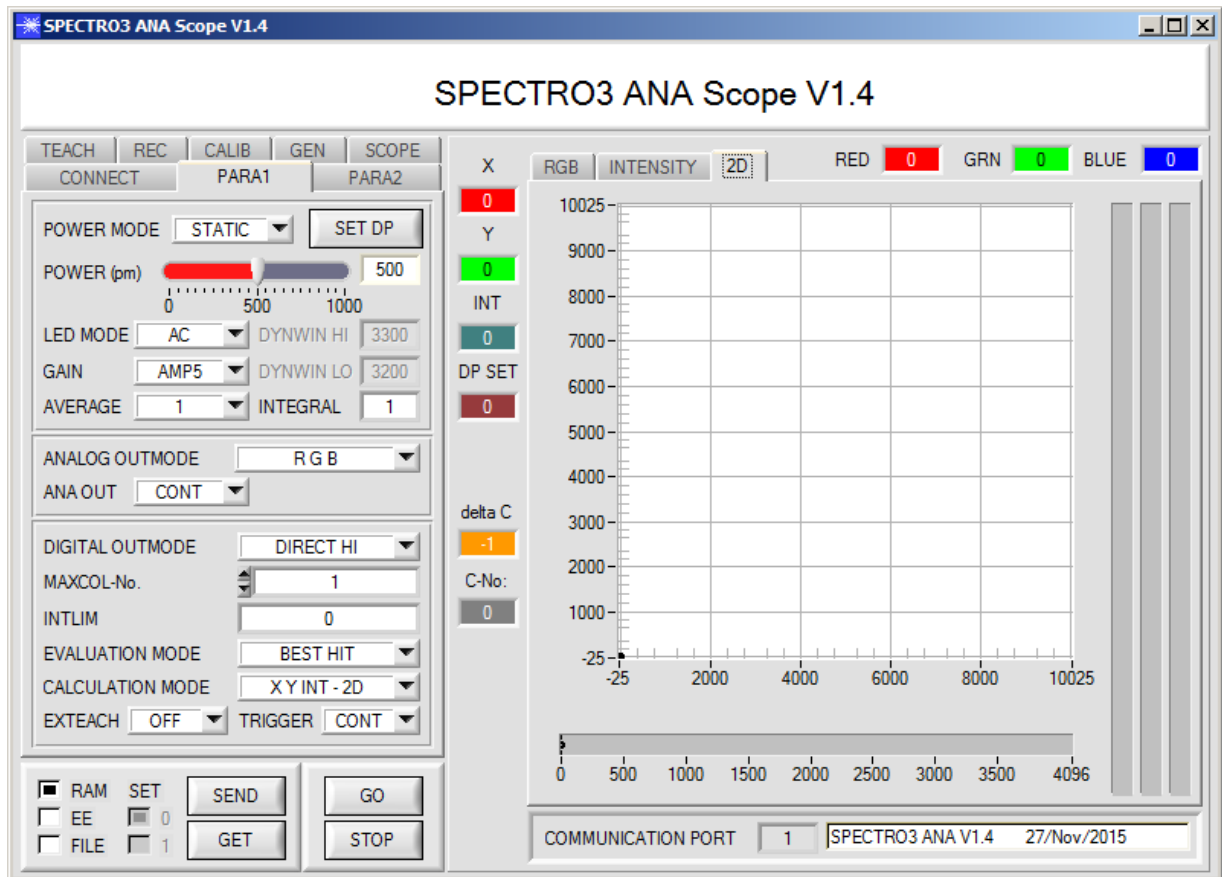 SPECTRO3 ANA Scope V1.4
SPECTRO3 ANA Scope V1.4
TEACH REC CALIB GEN SCOPE
CONNECT PARA1 PARA2
POWER MODE STATIC SET DP
POWER (pm) 500
0 500 1000
LED MODE AC DYNWIN HI 3300
GAIN AMP5 DYNWIN LO 3200
AVERAGE 1 INTEGRAL 1
ANALOG OUTMODE R G B
ANA OUT CONT
DIGITAL OUTMODE DIRECT HI
MAXCOL-No. 1
INTLIM 0
EVALUATION MODE BEST HIT
CALCULATION MODE X Y INT - 2D
EXTEACH OFF TRIGGER CONT
RAM SET SEND GO
EE 0
FILE 1 GET STOP
X
0
Y
0
INT
0
DP SET
0
delta C
-1
C-No:
0
RGB INTENSITY 2D RED 0 GRN 0 BLUE 0
10025
9000
8000
7000
6000
5000
4000
3000
2000
1000
-25
-25 2000 4000 6000 8000 10025
0 500 1000 1500 2000 2500 3000 3500 4096
COMMUNICATION PORT 1 SPECTRO3 ANA V1.4 27/Nov/2015